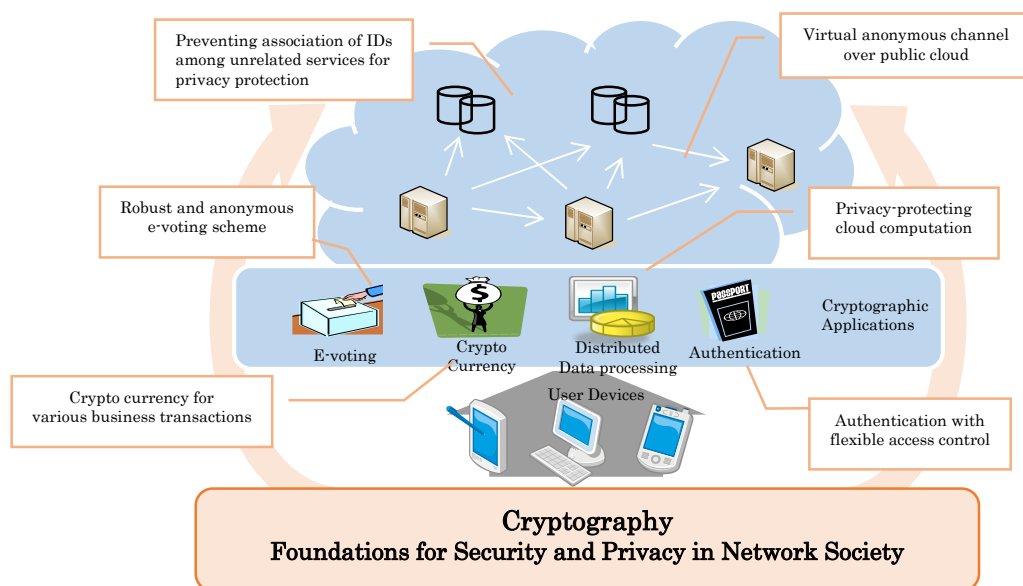 Preventing association of IDs
among unrelated services for
privacy protection
Virtual anonymous channel
over public cloud
Robust and anonymous
e-voting scheme
Privacy-protecting
cloud computation
$
PASSPORT
Cryptographic
Applications
E-voting
Crypto
Currency
Distributed
Data processing
Authentication
User Devices
Crypto currency for
various business transactions
Authentication with
flexible access control
Cryptography
Foundations for Security and Privacy in Network Society